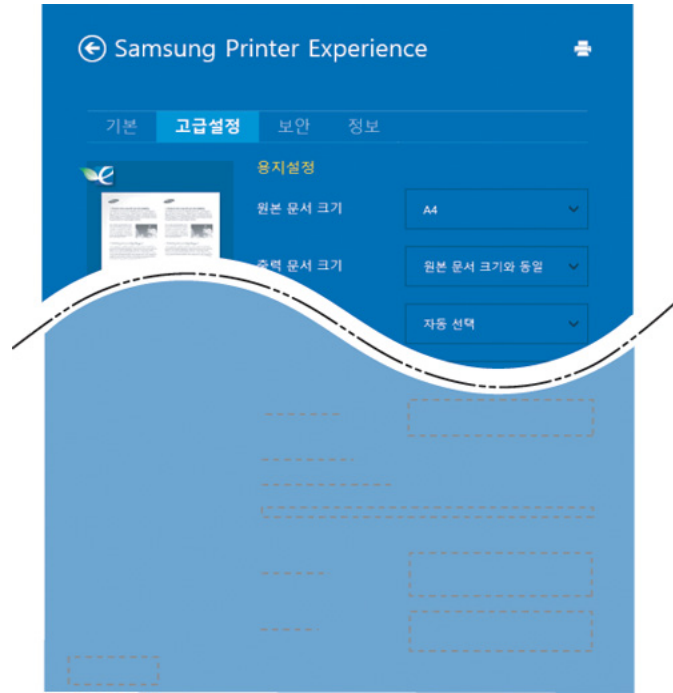 Samsung Printer Experience
기본 고급설정 보안 정보
용지설정
원본 문서 크기 A4
출력 문서 크기 원본 문서 크기와 동일
자동 선택